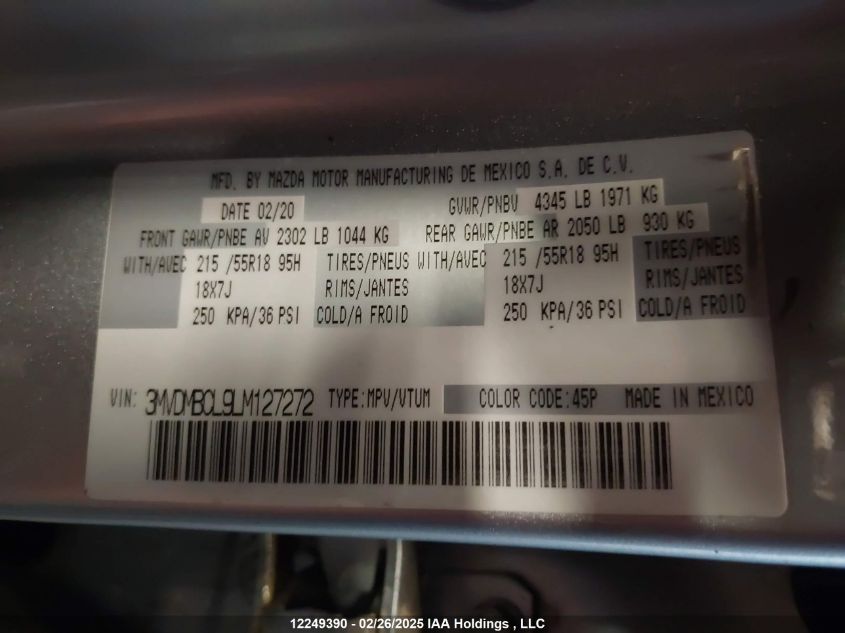 MFD. BY MAZDA MOTOR MANUFACTURING DE MEXICO S.A. DE C.V.
DATE 02/20 GVWR/PNBV 4345 LB 1971 KG
FRONT GAWR/PNBE AV 2302 LB 1044 KG REAR GAWR/PNBE AR 2050 LB 930 KG
WITH/AVEC 215 /55R18 95H TIRES/PNEUS WITH/AVEC 215 /55R18 95H TIRES/PNEUS
18X7J RIMS/JANTES 18X7J RIMS/JANTES
250 KPA/36 PSI COLD/A FROID 250 KPA/36 PSI COLD/A FROID
VIN: 3MVDMBCL9LM127272 TYPE:MPV/VTUM COLOR CODE:45P MADE IN MEXICO
12249390 - 02/26/2025 IAA Holdings , LLC